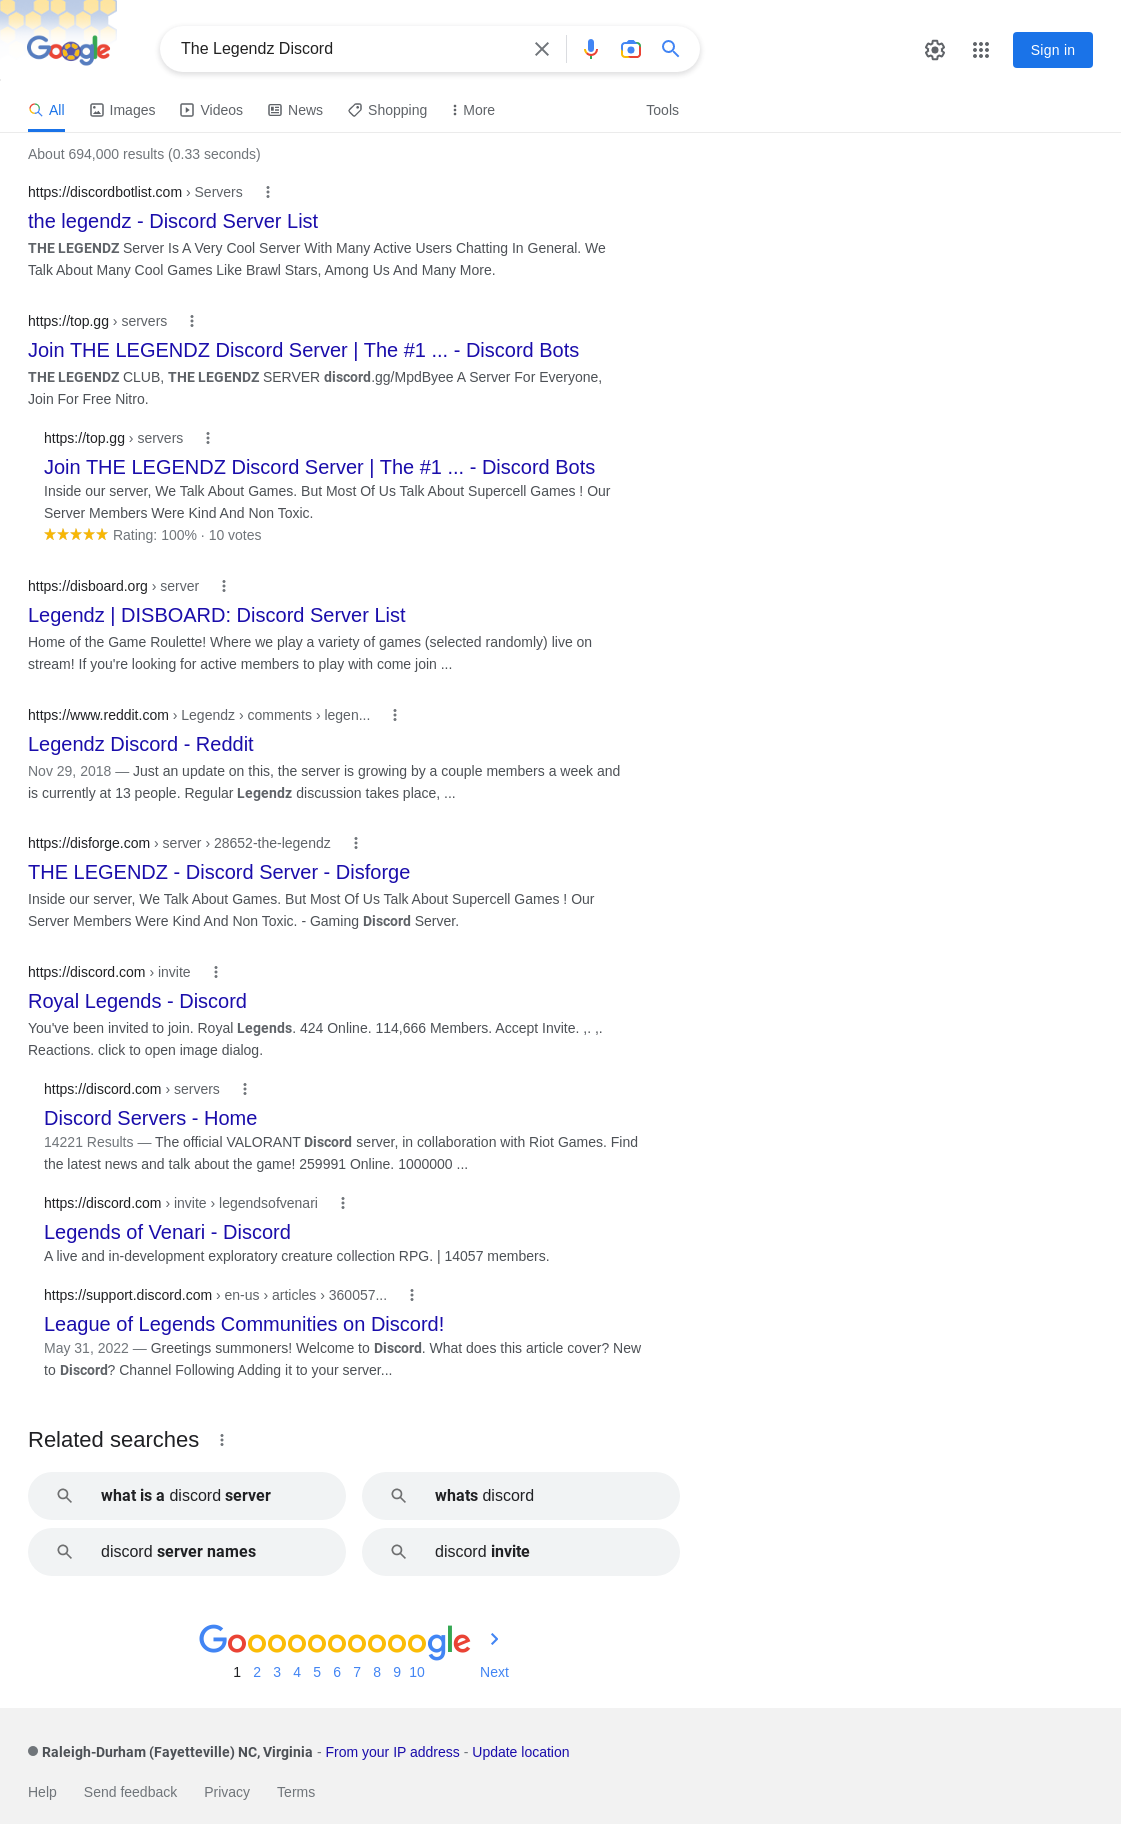 Google
The Legendz Discord
Sign in
All Images Videos News Shopping More Tools
About 694,000 results (0.33 seconds)
https://discordbotlist.com › Servers
the legendz - Discord Server List
THE LEGENDZ Server Is A Very Cool Server With Many Active Users Chatting In General. We
Talk About Many Cool Games Like Brawl Stars, Among Us And Many More.
https://top.gg › servers
Join THE LEGENDZ Discord Server | The #1 ... - Discord Bots
THE LEGENDZ CLUB, THE LEGENDZ SERVER discord.gg/MpdByee A Server For Everyone,
Join For Free Nitro.
https://top.gg › servers
Join THE LEGENDZ Discord Server | The #1 ... - Discord Bots
Inside our server, We Talk About Games. But Most Of Us Talk About Supercell Games ! Our
Server Members Were Kind And Non Toxic.
Rating: 100% · 10 votes
https://disboard.org › server
Legendz | DISBOARD: Discord Server List
Home of the Game Roulette! Where we play a variety of games (selected randomly) live on
stream! If you're looking for active members to play with come join ...
https://www.reddit.com › Legendz › comments › legen...
Legendz Discord - Reddit
Nov 29, 2018 — Just an update on this, the server is growing by a couple members a week and
is currently at 13 people. Regular Legendz discussion takes place, ...
https://disforge.com › server › 28652-the-legendz
THE LEGENDZ - Discord Server - Disforge
Inside our server, We Talk About Games. But Most Of Us Talk About Supercell Games ! Our
Server Members Were Kind And Non Toxic. - Gaming Discord Server.
https://discord.com › invite
Royal Legends - Discord
You've been invited to join. Royal Legends. 424 Online. 114,666 Members. Accept Invite. ,. ,.
Reactions. click to open image dialog.
https://discord.com › servers
Discord Servers - Home
14221 Results — The official VALORANT Discord server, in collaboration with Riot Games. Find
the latest news and talk about the game! 259991 Online. 1000000 ...
https://discord.com › invite › legendsofvenari
Legends of Venari - Discord
A live and in-development exploratory creature collection RPG. | 14057 members.
https://support.discord.com › en-us › articles › 360057...
League of Legends Communities on Discord!
May 31, 2022 — Greetings summoners! Welcome to Discord. What does this article cover? New
to Discord? Channel Following Adding it to your server...
Related searches
what is a discord server
whats discord
discord server names
discord invite
Goooooooooogle
1 2 3 4 5 6 7 8 9 10 Next
Raleigh-Durham (Fayetteville) NC, Virginia - From your IP address - Update location
Help Send feedback Privacy Terms